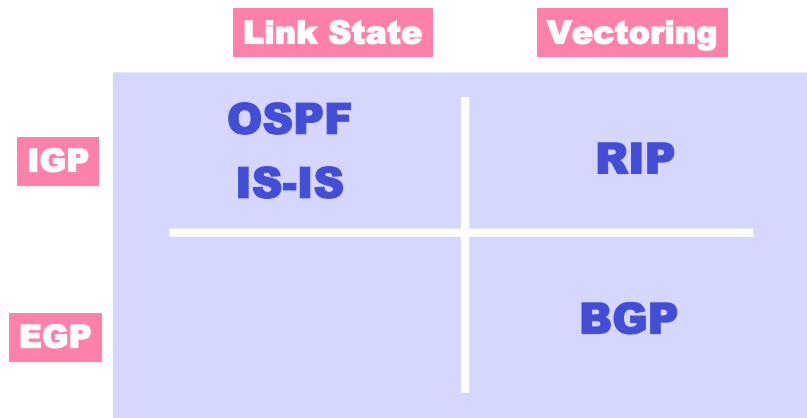 Link State
Vectoring
OSPF
IGP
RIP
IS-IS
EGP
BGP